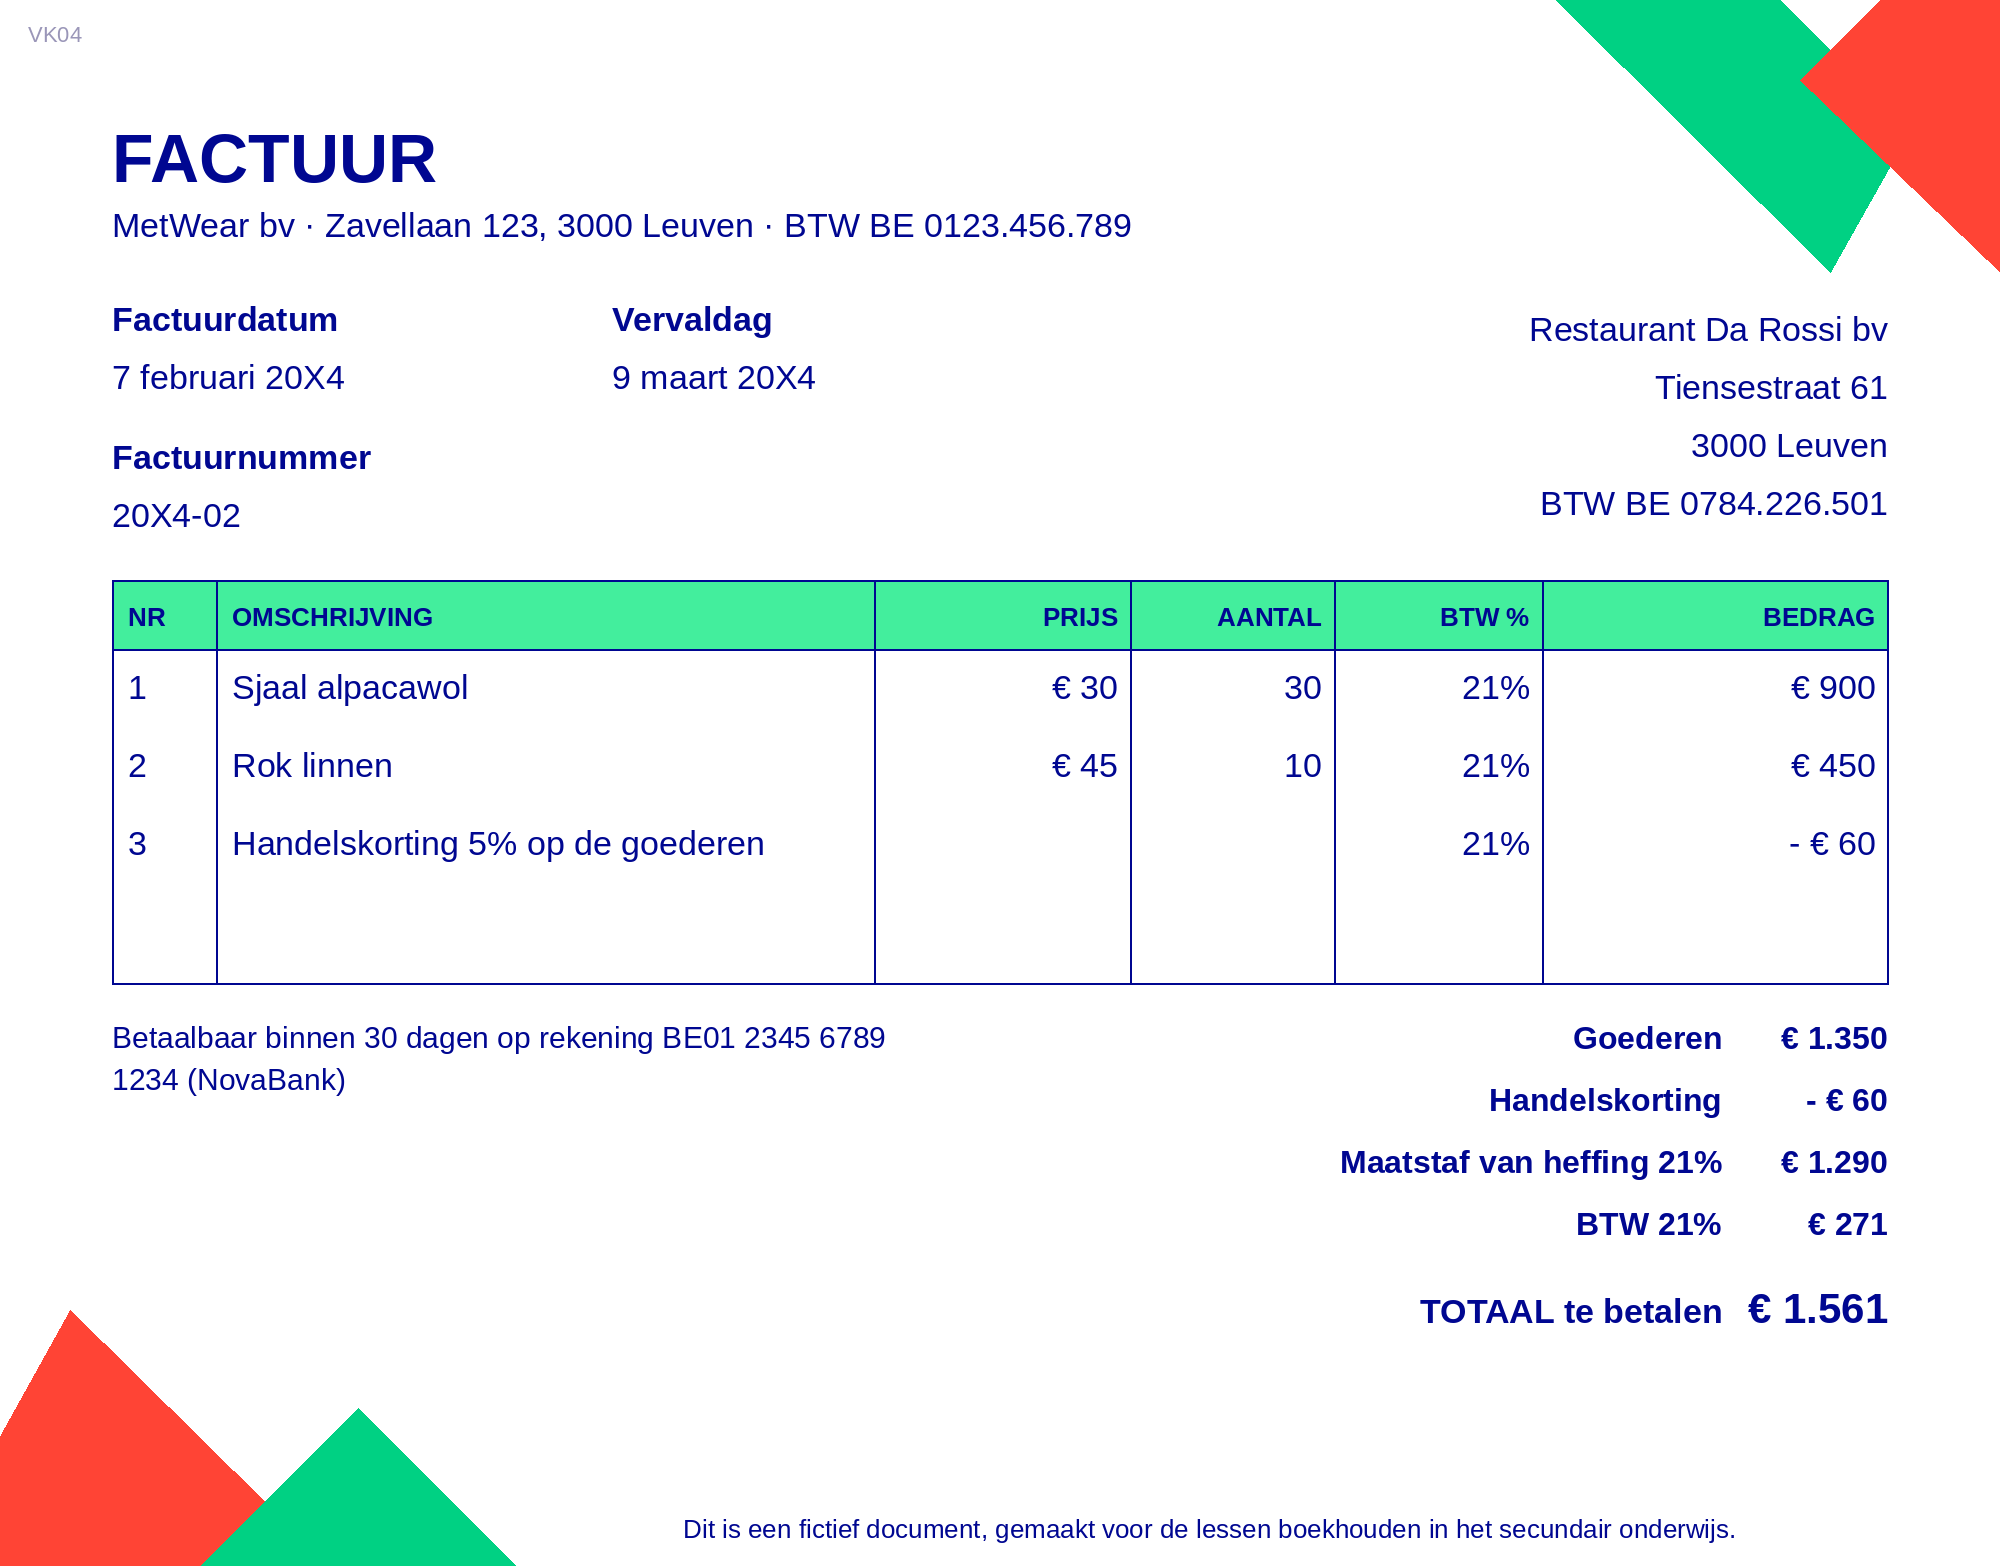 VK04
FACTUUR
MetWear bv · Zavellaan 123, 3000 Leuven · BTW BE 0123.456.789
Factuurdatum
7 februari 20X4
Vervaldag
9 maart 20X4
Factuurnummer
20X4-02
Restaurant Da Rossi bv
Tiensestraat 61
3000 Leuven
BTW BE 0784.226.501
NR OMSCHRIJVING PRIJS AANTAL BTW % BEDRAG
1 Sjaal alpacawol € 30 30 21% € 900
2 Rok linnen € 45 10 21% € 450
3 Handelskorting 5% op de goederen 21% - € 60
Betaalbaar binnen 30 dagen op rekening BE01 2345 6789
1234 (NovaBank)
Goederen € 1.350
Handelskorting - € 60
Maatstaf van heffing 21% € 1.290
BTW 21% € 271
TOTAAL te betalen € 1.561
Dit is een fictief document, gemaakt voor de lessen boekhouden in het secundair onderwijs.